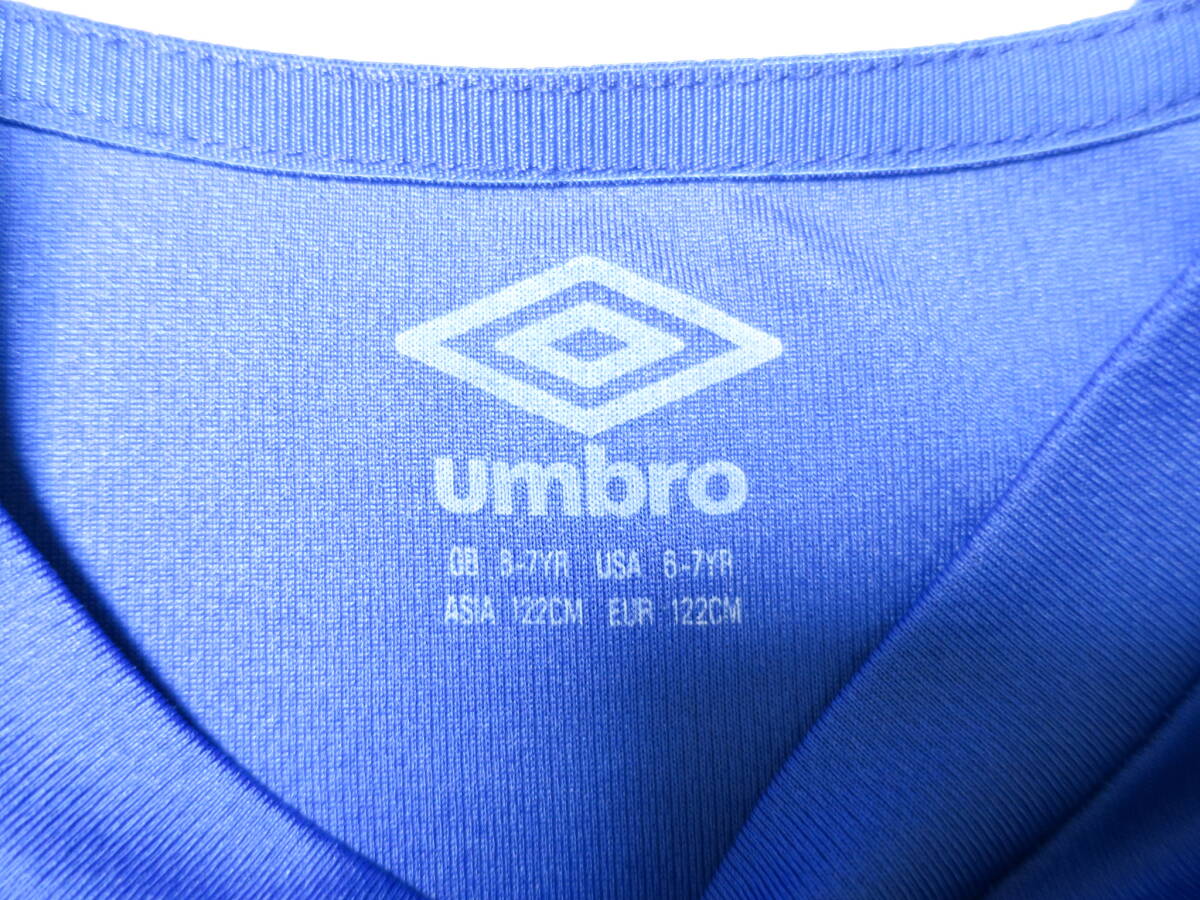 umbro
GB 6-7YR USA 6-7YR
ASIA 122CM EUR 122CM